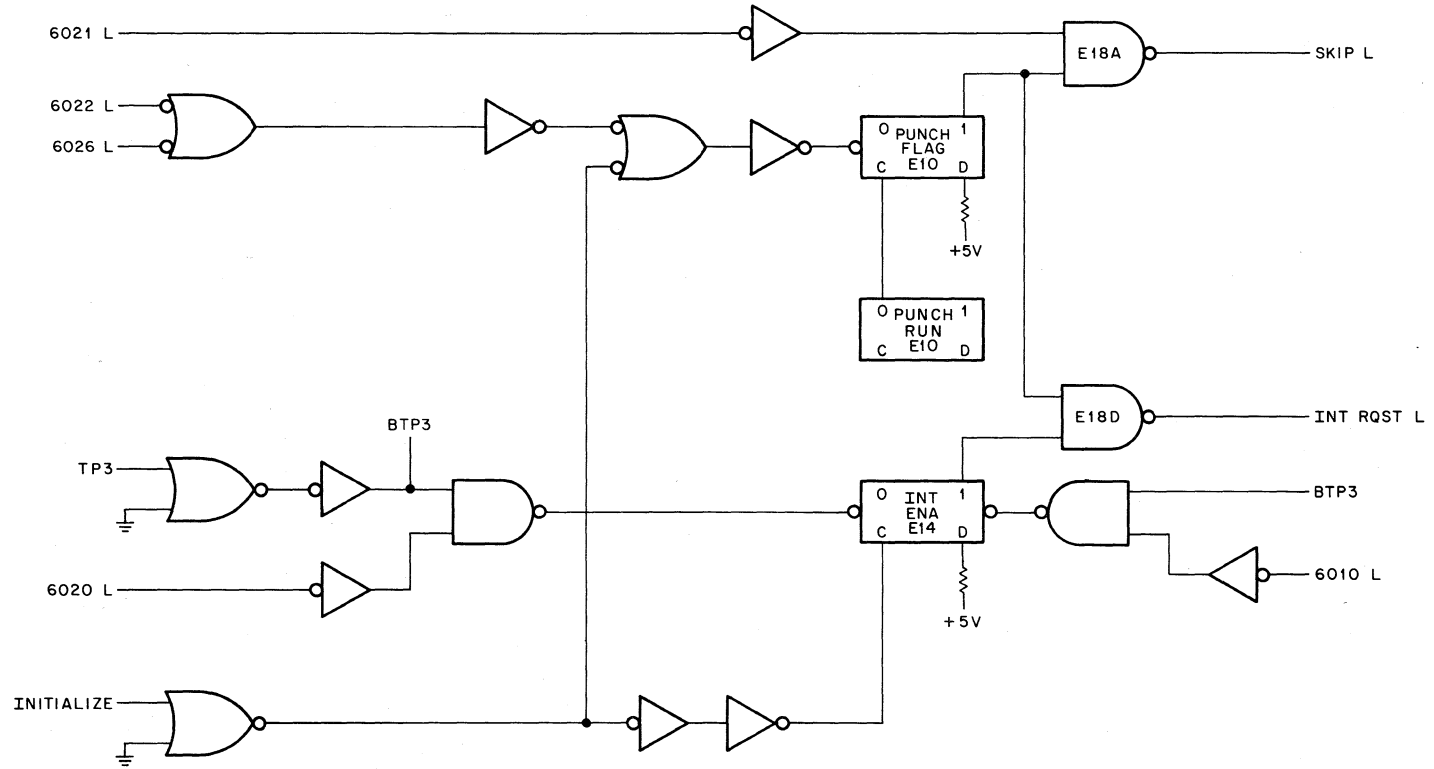 6021 L
E18A
SKIP L
6022 L
6026 L
0 PUNCH 1
FLAG
E10
C D
+5V
0 PUNCH 1
RUN
E10
C D
BTP3
E18D
INT RQST L
TP3
0 INT 1
ENA
E14
C D
BTP3
6020 L
6010 L
+5V
INITIALIZE